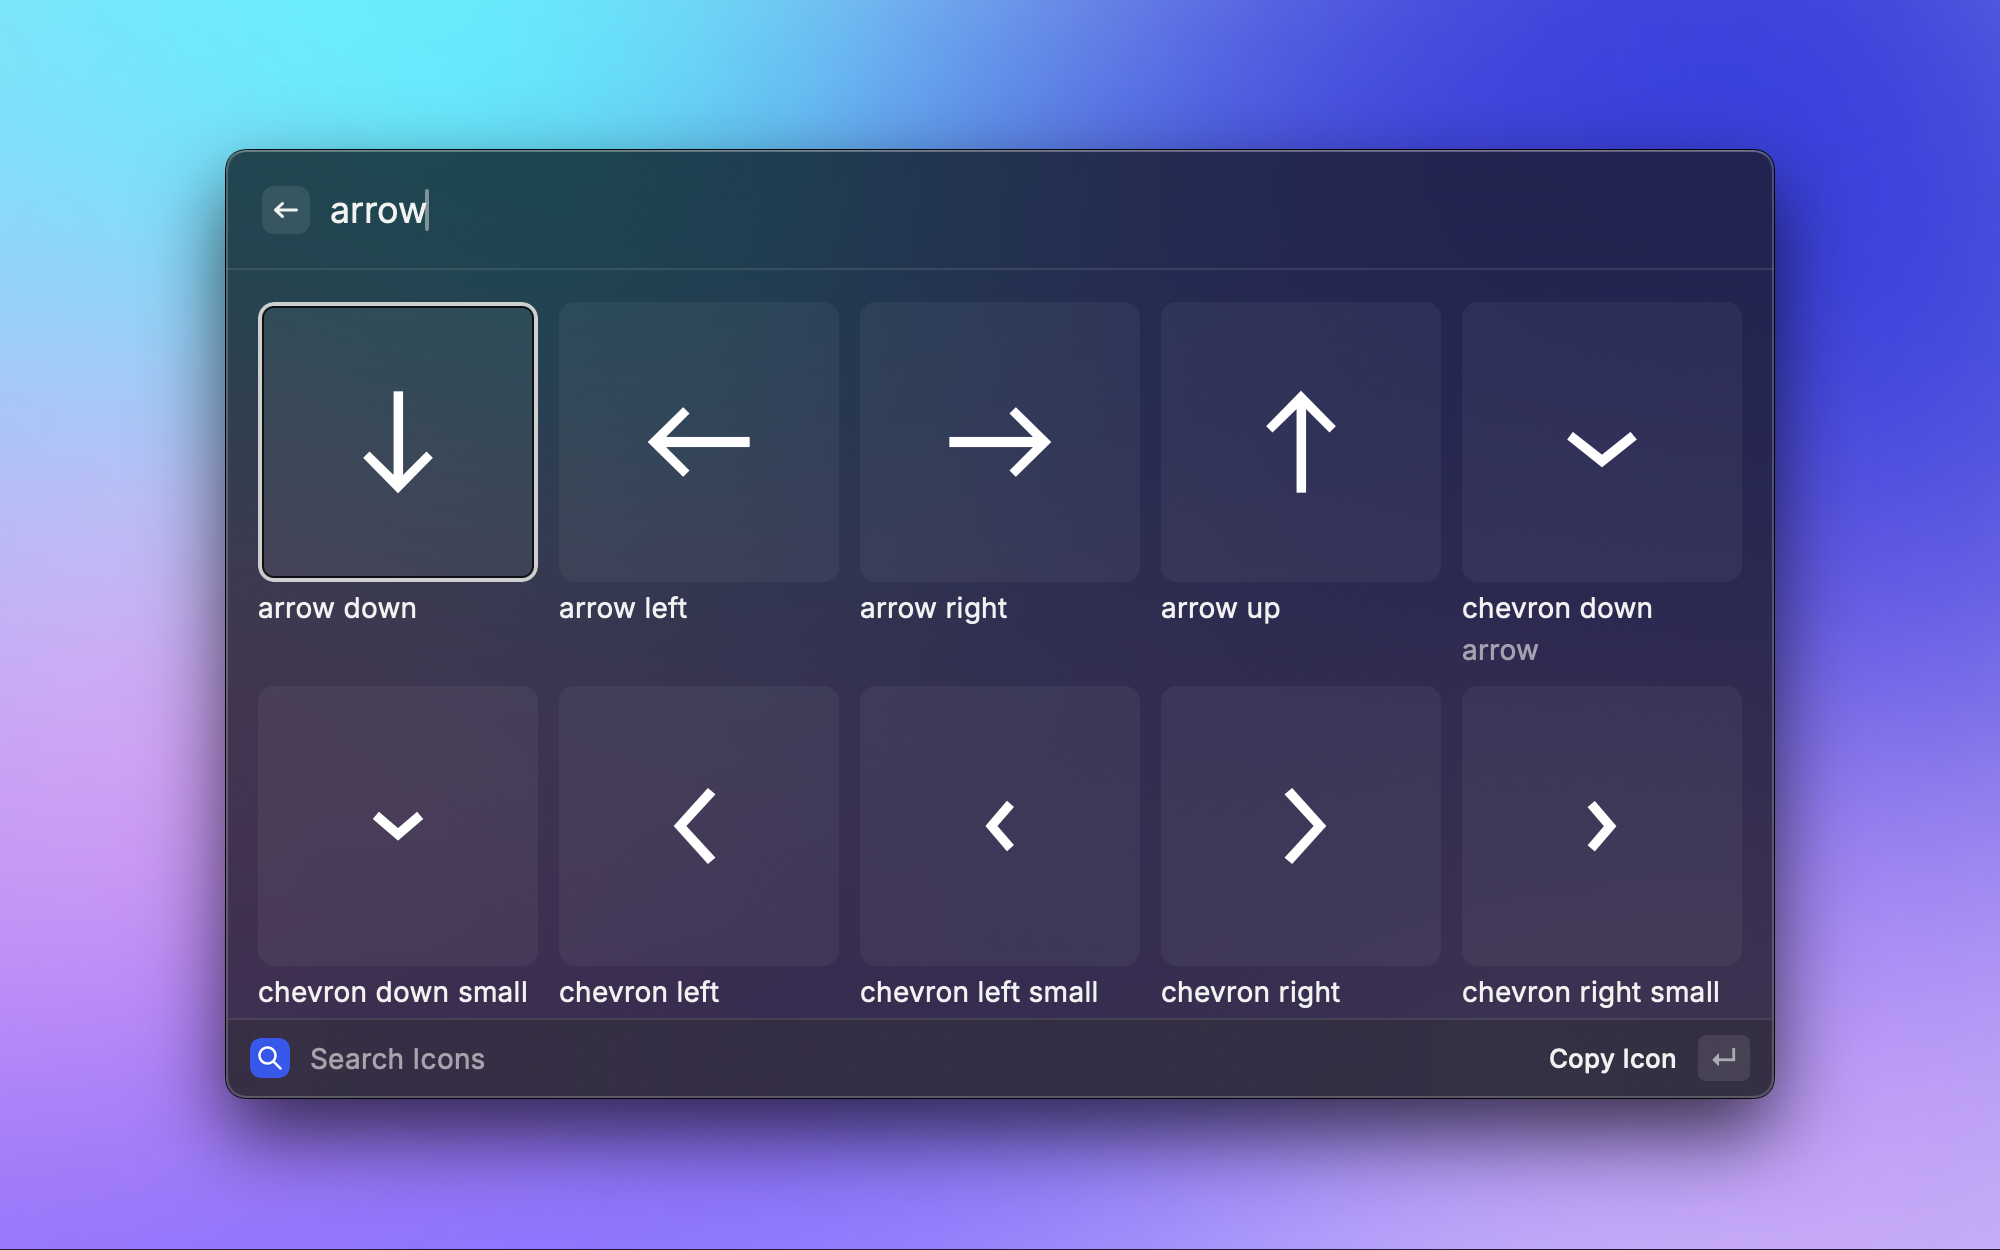 arrow
arrow down
arrow left
arrow right
arrow up
chevron down
arrow
chevron down small
chevron left
chevron left small
chevron right
chevron right small
Search Icons
Copy Icon